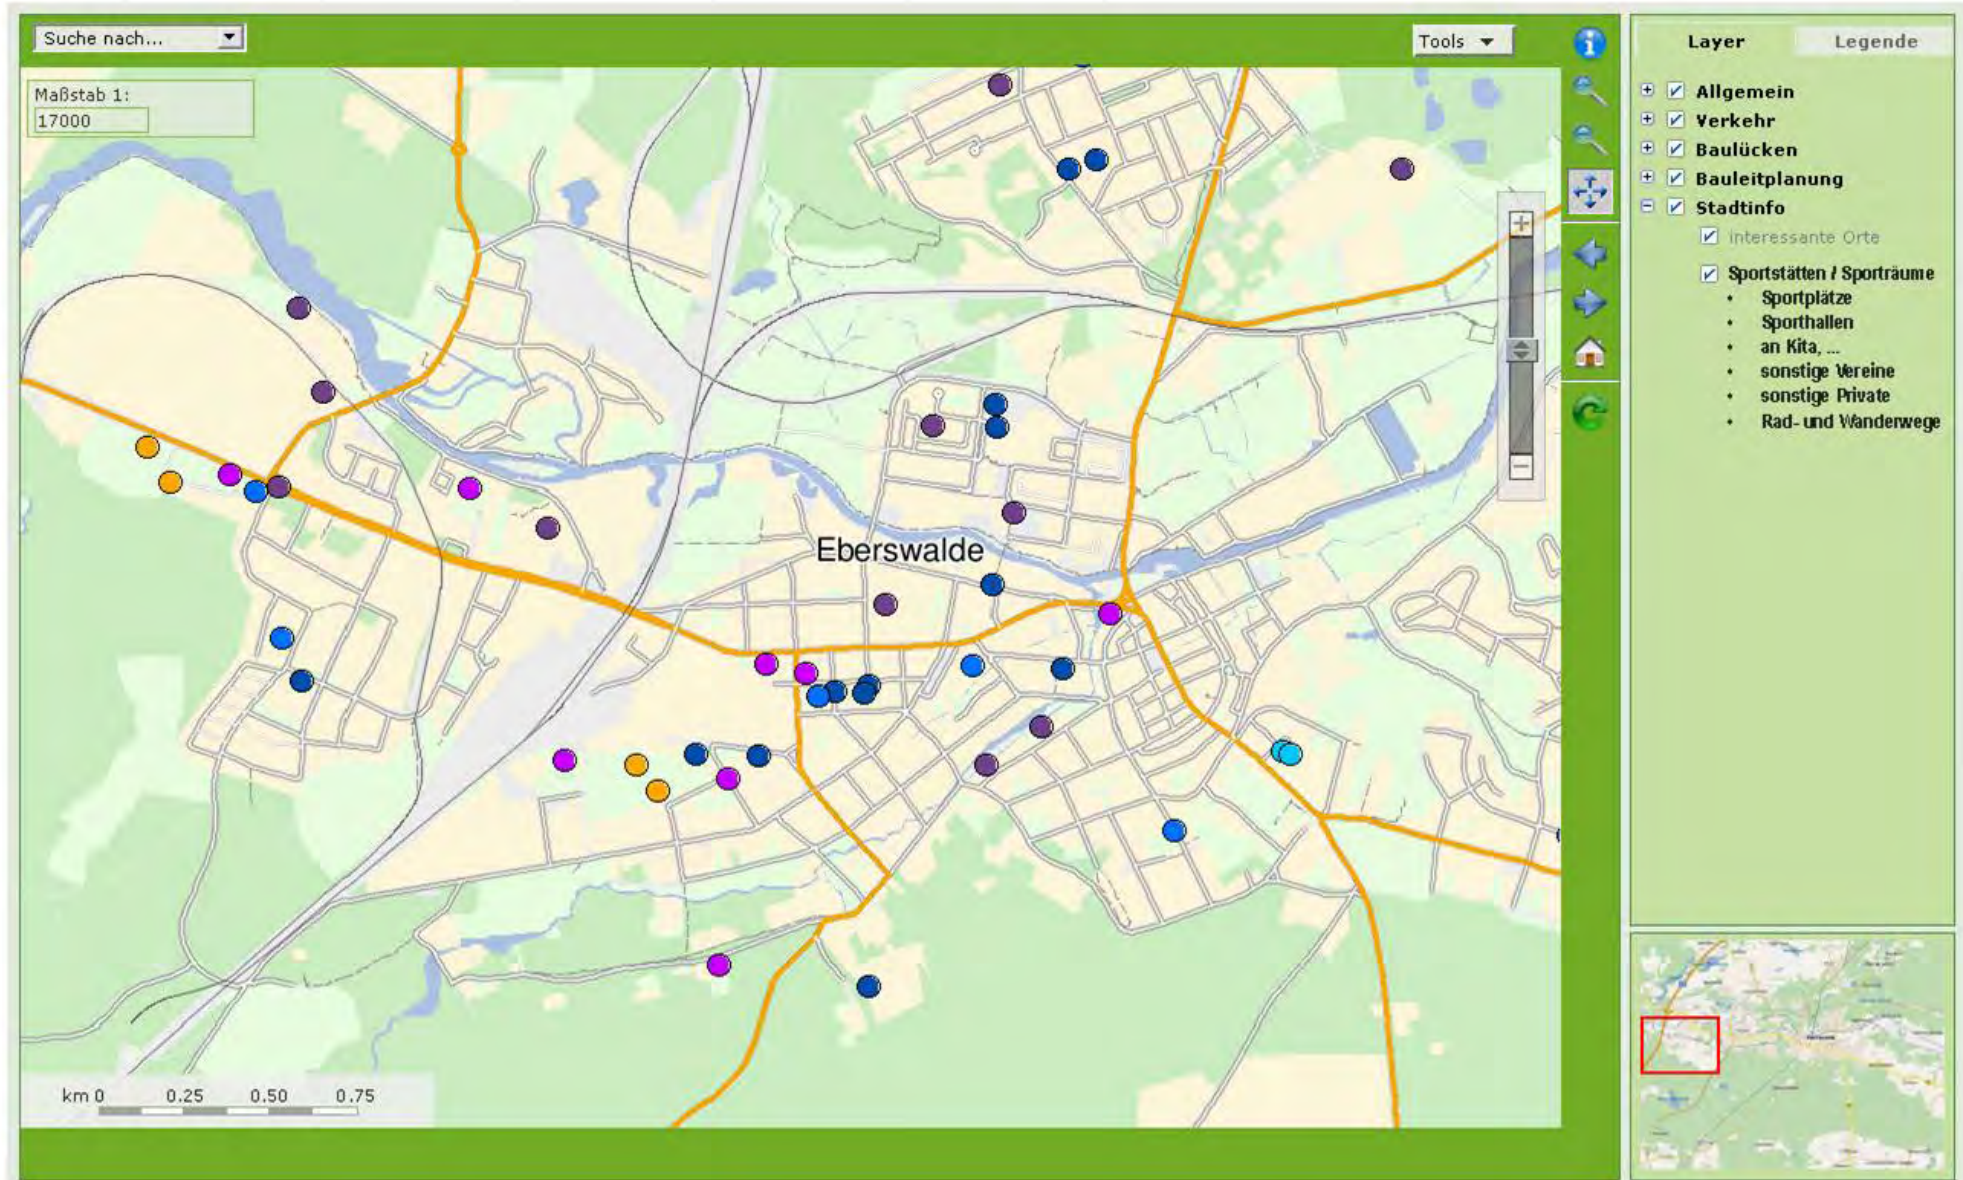 Suche nach...
Tools
Maßstab 1:
17000
Eberswalde
km 0 0.25 0.50 0.75
Layer
Legende
Allgemein
Verkehr
Baulücken
Bauleitplanung
Stadtinfo
interessante Orte
Sportstätten / Sporträume
• Sportplätze
• Sporthallen
• an Kita, ...
• sonstige Vereine
• sonstige Private
• Rad- und Wanderwege